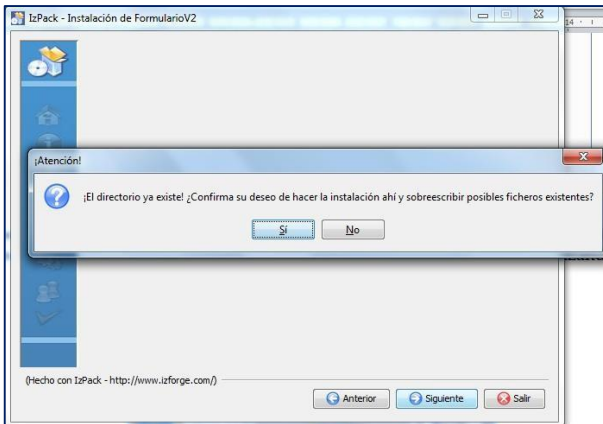 IzPack - Instalación de FormularioV2
14
¡Atención!
¡El directorio ya existe! ¿Confirma su deseo de hacer la instalación ahí y sobreescribir posibles ficheros existentes?
Sí
No
(Hecho con IzPack - http://www.izforge.com/)
Anterior
Siguiente
Salir